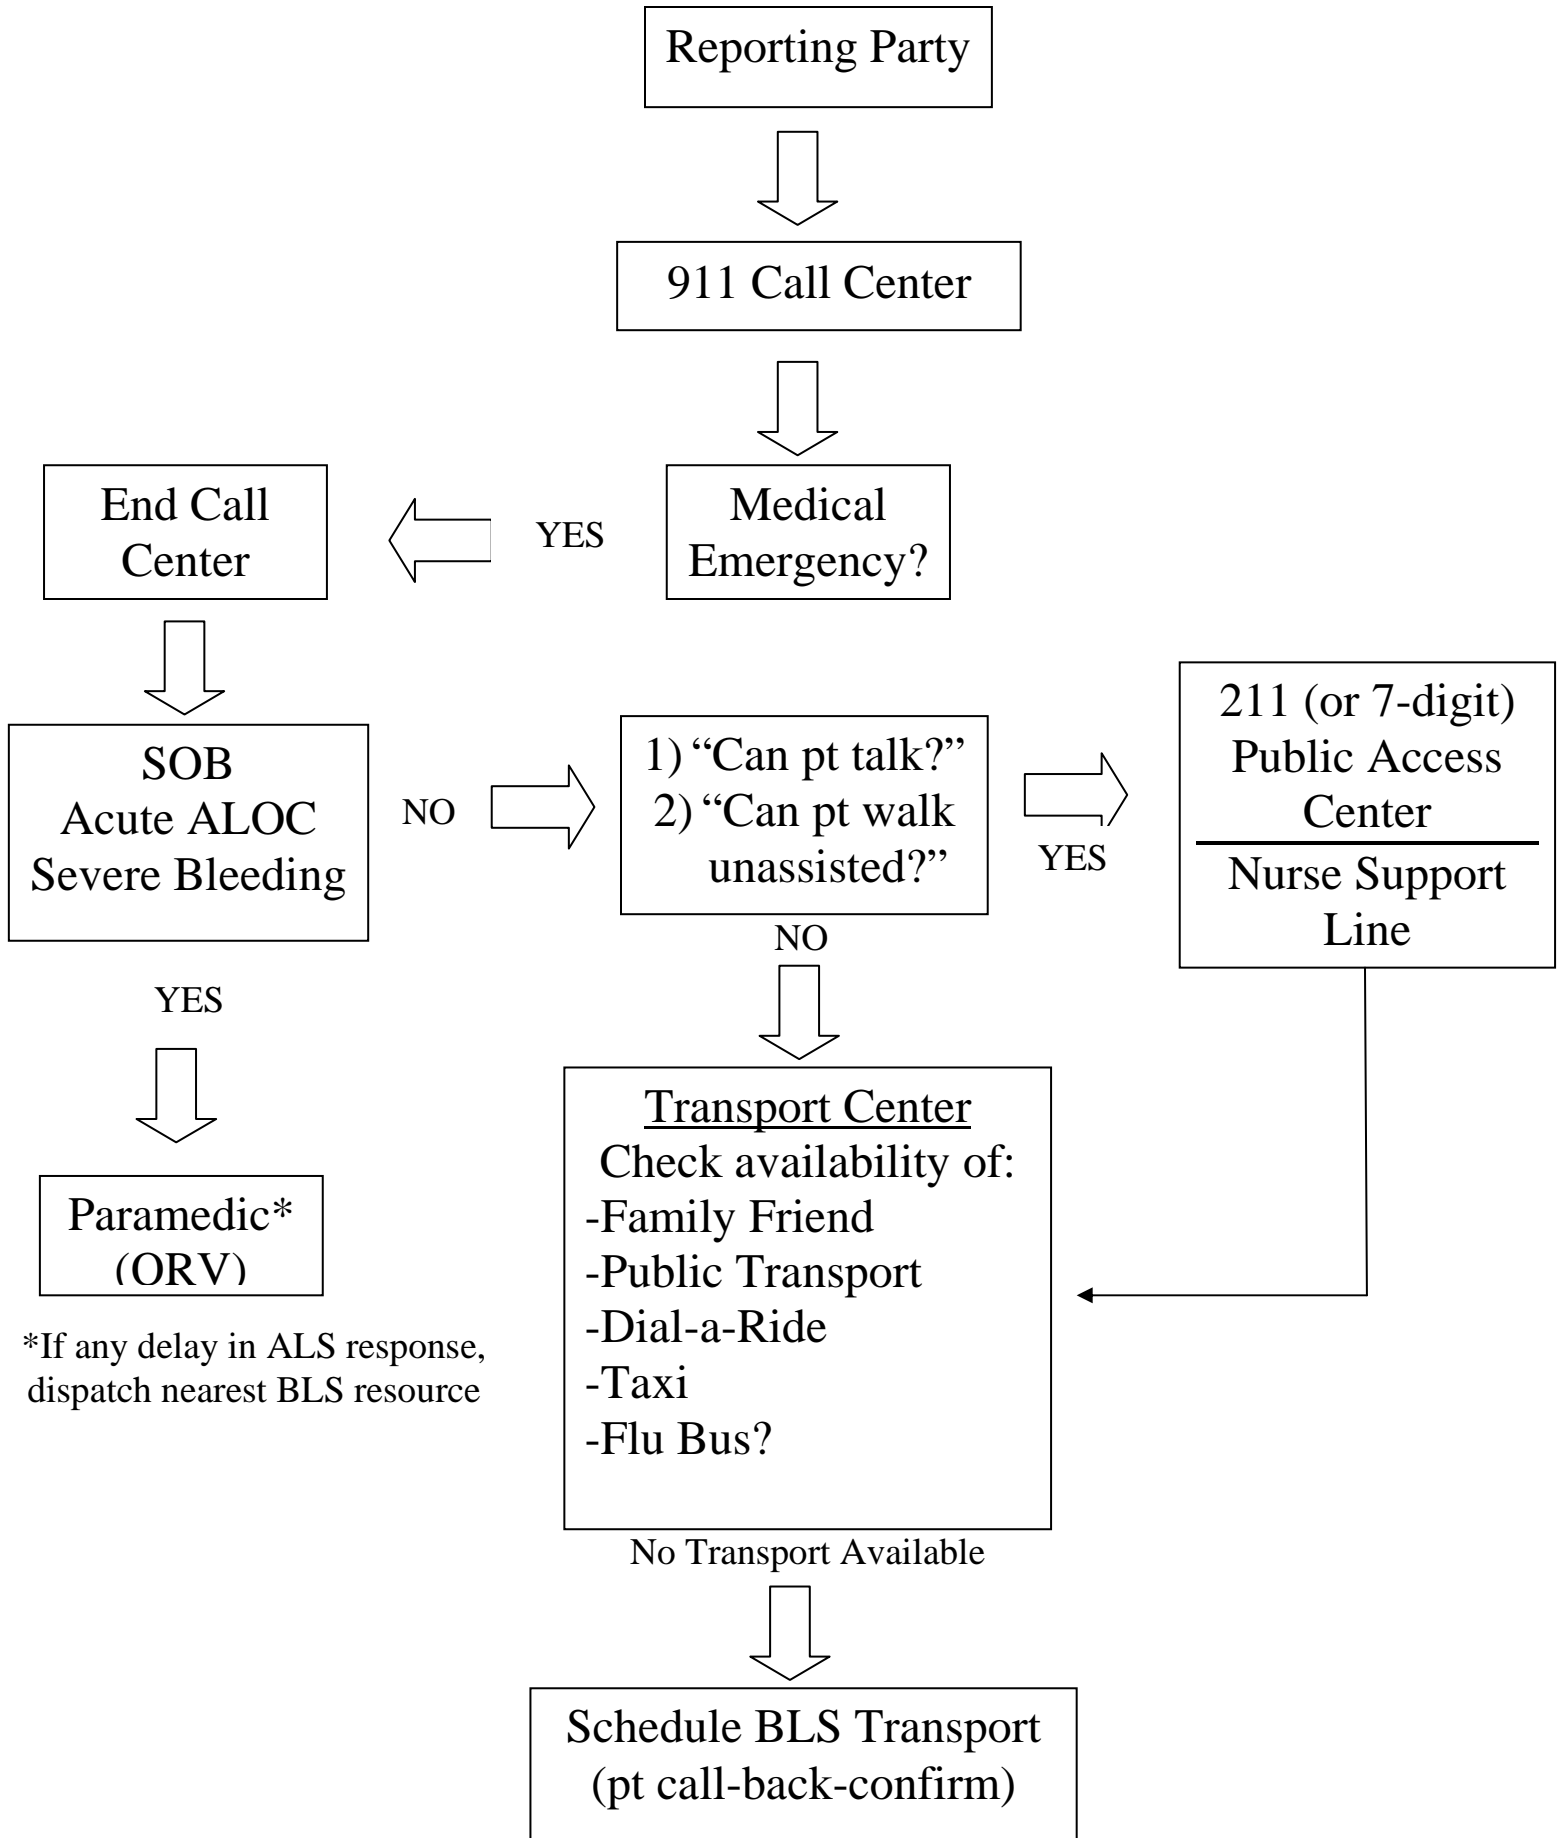 Reporting Party
911 Call Center
Medical
Emergency?
YES
End Call
Center
SOB
Acute ALOC
Severe Bleeding
NO
1) “Can pt talk?”
2) “Can pt walk
unassisted?”
YES
211 (or 7-digit)
Public Access
Center
Nurse Support
Line
NO
YES
Paramedic*
(ORV)
*If any delay in ALS response,
dispatch nearest BLS resource
Transport Center
Check availability of:
-Family Friend
-Public Transport
-Dial-a-Ride
-Taxi
-Flu Bus?
No Transport Available
Schedule BLS Transport
(pt call-back-confirm)